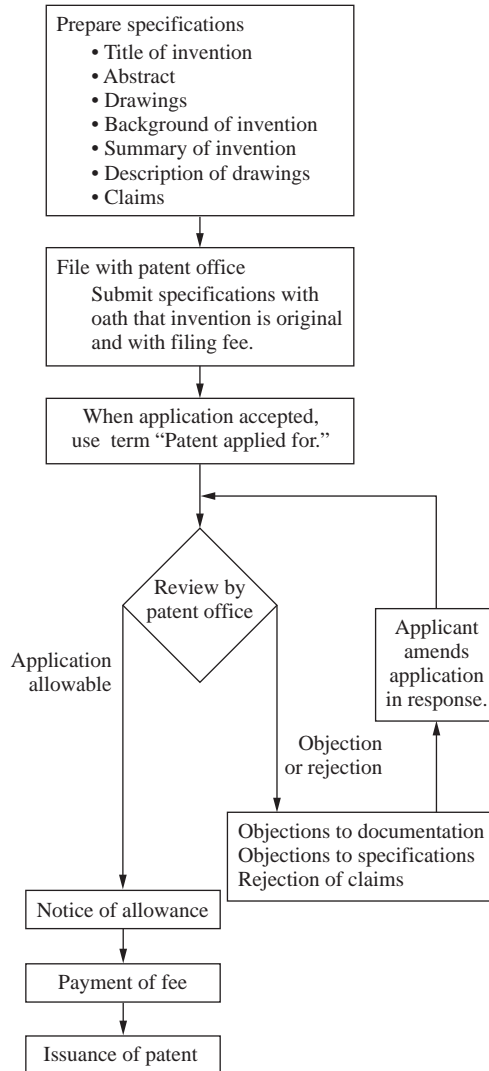 Prepare specifications
• Title of invention
• Abstract
• Drawings
• Background of invention
• Summary of invention
• Description of drawings
• Claims
File with patent office
Submit specifications with
oath that invention is original
and with filing fee.
When application accepted,
use term “Patent applied for.”
Review by
patent office
Application
allowable
Applicant
amends
application
in response.
Objection
or rejection
Objections to documentation
Objections to specifications
Rejection of claims
Notice of allowance
Payment of fee
Issuance of patent